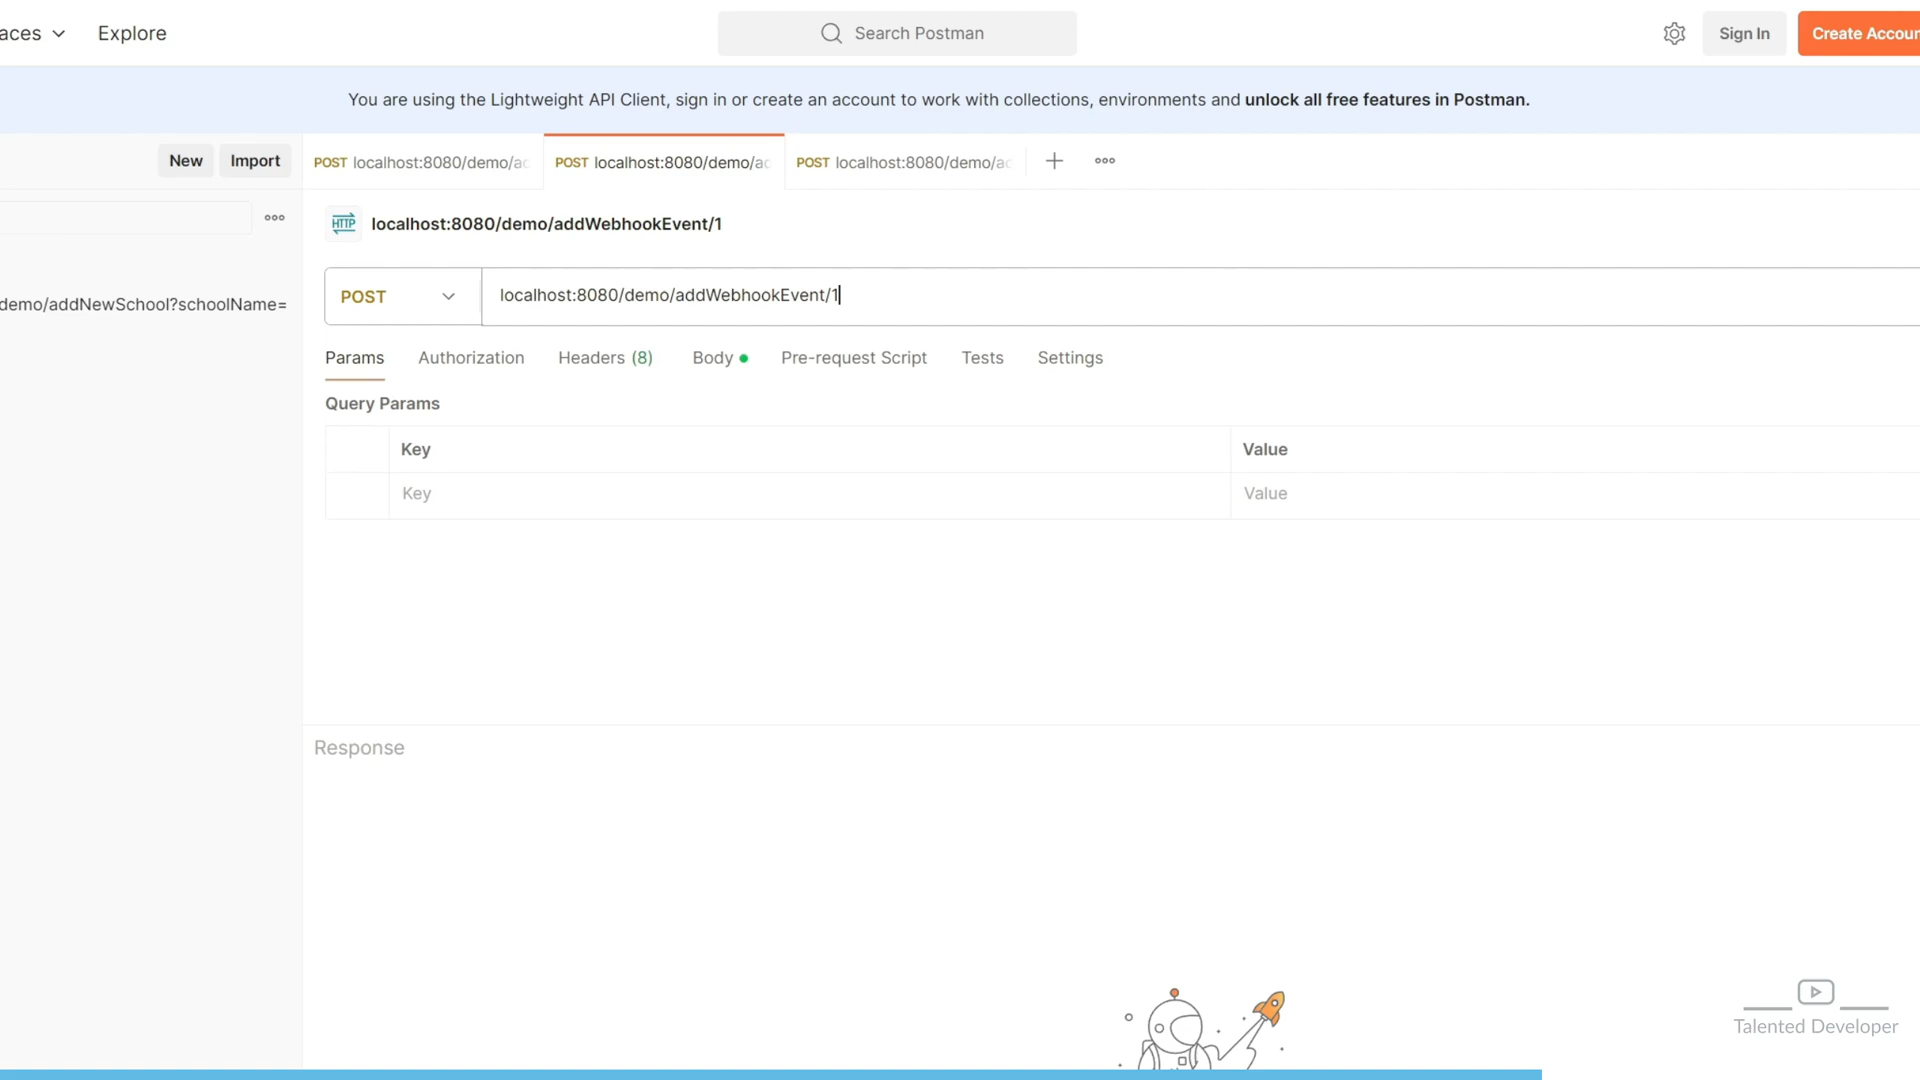 aces
Explore
Search Postman
Sign In
Create Accoun
You are using the Lightweight API Client, sign in or create an account to work with collections, environments and unlock all free features in Postman.
New
Import
POST localhost:8080/demo/ac
POST localhost:8080/demo/ac
POST localhost:8080/demo/ac
HTTP localhost:8080/demo/addWebhookEvent/1
demo/addNewSchool?schoolName=
POST
localhost:8080/demo/addWebhookEvent/1
Params
Authorization
Headers (8)
Body
Pre-request Script
Tests
Settings
Query Params
Key
Value
Key
Value
Response
Talented Developer